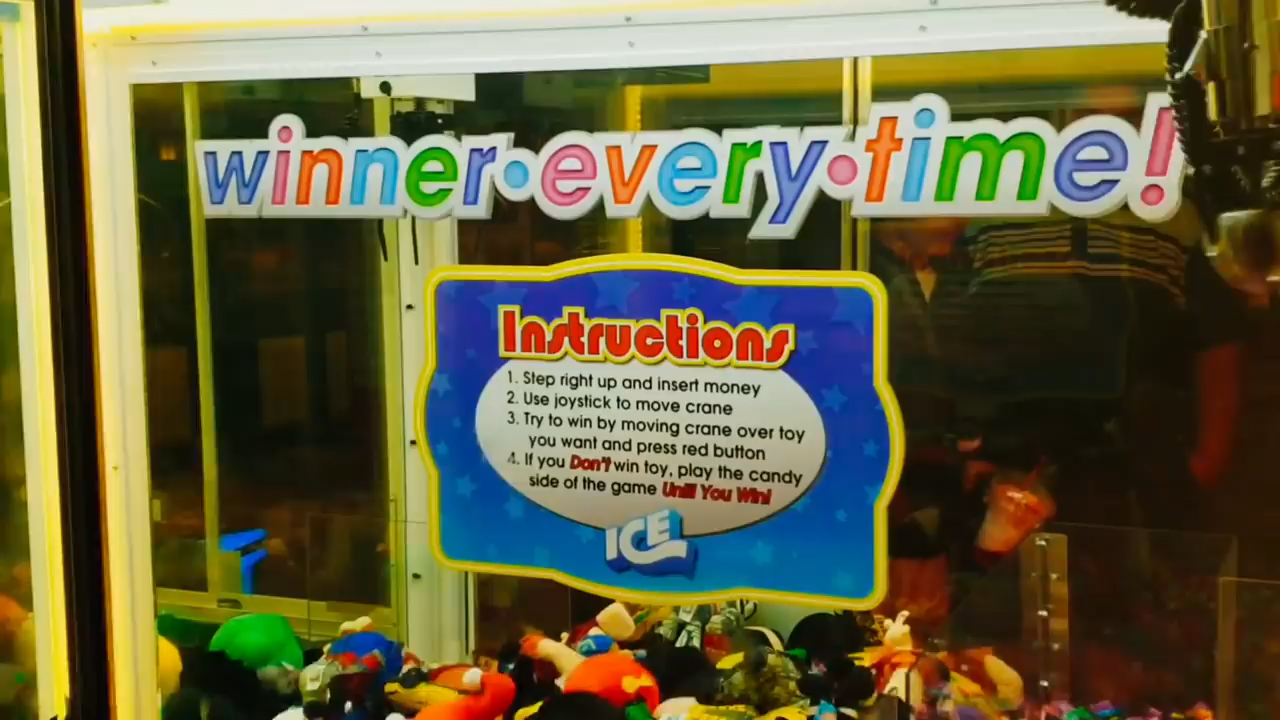 winner•every•time!
Instructions
1. Step right up and insert money
2. Use joystick to move crane
3. Try to win by moving crane over toy
you want and press red button
4. If you Don't win toy, play the candy
side of the game Until You Win!
ICE